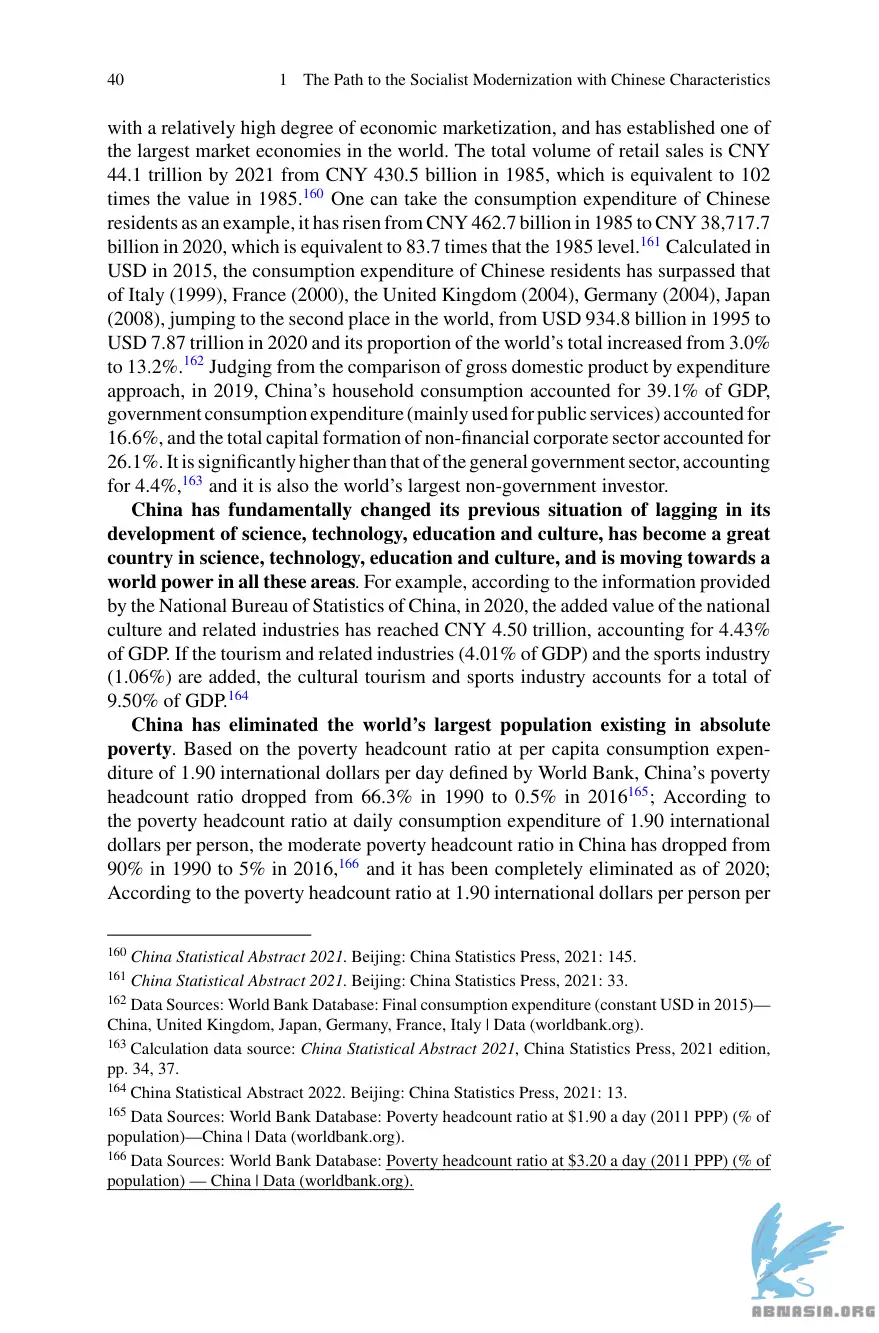 40 1 The Path to the Socialist Modernization with Chinese Characteristics
with a relatively high degree of economic marketization, and has established one of
the largest market economies in the world. The total volume of retail sales is CNY
44.1 trillion by 2021 from CNY 430.5 billion in 1985, which is equivalent to 102
times the value in 1985.160 One can take the consumption expenditure of Chinese
residents as an example, it has risen from CNY 462.7 billion in 1985 to CNY 38,717.7
billion in 2020, which is equivalent to 83.7 times that the 1985 level.161 Calculated in
USD in 2015, the consumption expenditure of Chinese residents has surpassed that
of Italy (1999), France (2000), the United Kingdom (2004), Germany (2004), Japan
(2008), jumping to the second place in the world, from USD 934.8 billion in 1995 to
USD 7.87 trillion in 2020 and its proportion of the world's total increased from 3.0%
to 13.2%.162 Judging from the comparison of gross domestic product by expenditure
approach, in 2019, China's household consumption accounted for 39.1% of GDP,
government consumption expenditure (mainly used for public services) accounted for
16.6%, and the total capital formation of non-financial corporate sector accounted for
26.1%. It is significantly higher than that of the general government sector, accounting
for 4.4%,163 and it is also the world's largest non-government investor.
China has fundamentally changed its previous situation of lagging in its
development of science, technology, education and culture, has become a great
country in science, technology, education and culture, and is moving towards a
world power in all these areas. For example, according to the information provided
by the National Bureau of Statistics of China, in 2020, the added value of the national
culture and related industries has reached CNY 4.50 trillion, accounting for 4.43%
of GDP. If the tourism and related industries (4.01% of GDP) and the sports industry
(1.06%) are added, the cultural tourism and sports industry accounts for a total of
9.50% of GDP.164
China has eliminated the world's largest population existing in absolute
poverty. Based on the poverty headcount ratio at per capita consumption expen-
diture of 1.90 international dollars per day defined by World Bank, China's poverty
headcount ratio dropped from 66.3% in 1990 to 0.5% in 2016165; According to
the poverty headcount ratio at daily consumption expenditure of 1.90 international
dollars per person, the moderate poverty headcount ratio in China has dropped from
90% in 1990 to 5% in 2016,166 and it has been completely eliminated as of 2020;
According to the poverty headcount ratio at 1.90 international dollars per person per
160 China Statistical Abstract 2021. Beijing: China Statistics Press, 2021: 145.
161 China Statistical Abstract 2021. Beijing: China Statistics Press, 2021: 33.
162 Data Sources: World Bank Database: Final consumption expenditure (constant USD in 2015)—
China, United Kingdom, Japan, Germany, France, Italy | Data (worldbank.org).
163 Calculation data source: China Statistical Abstract 2021, China Statistics Press, 2021 edition,
pp. 34, 37.
164 China Statistical Abstract 2022. Beijing: China Statistics Press, 2021: 13.
165 Data Sources: World Bank Database: Poverty headcount ratio at $1.90 a day (2011 PPP) (% of
population)—China | Data (worldbank.org).
166 Data Sources: World Bank Database: Poverty headcount ratio at $3.20 a day (2011 PPP) (% of
population) — China | Data (worldbank.org).
ABNASIA.ORG